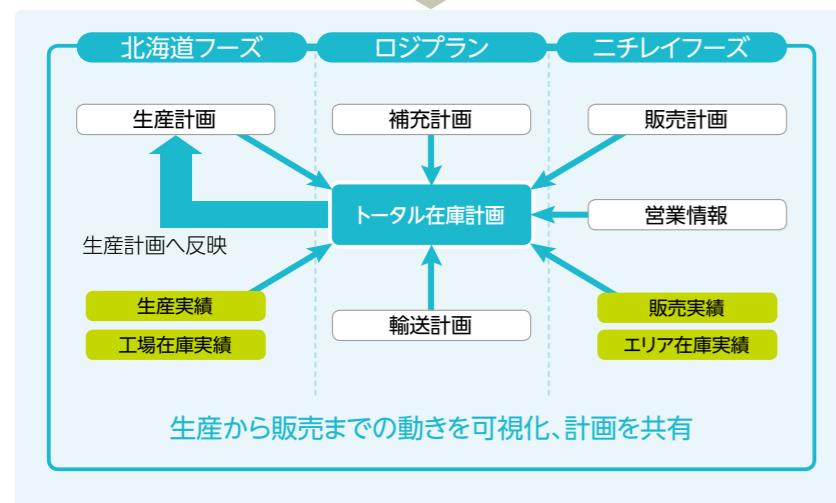 北海道フーズ
ロジプラン
ニチレイフーズ
生産計画
補充計画
販売計画
トータル在庫計画
営業情報
生産計画へ反映
生産実績
工場在庫実績
輸送計画
販売実績
エリア在庫実績
生産から販売までの動きを可視化、計画を共有